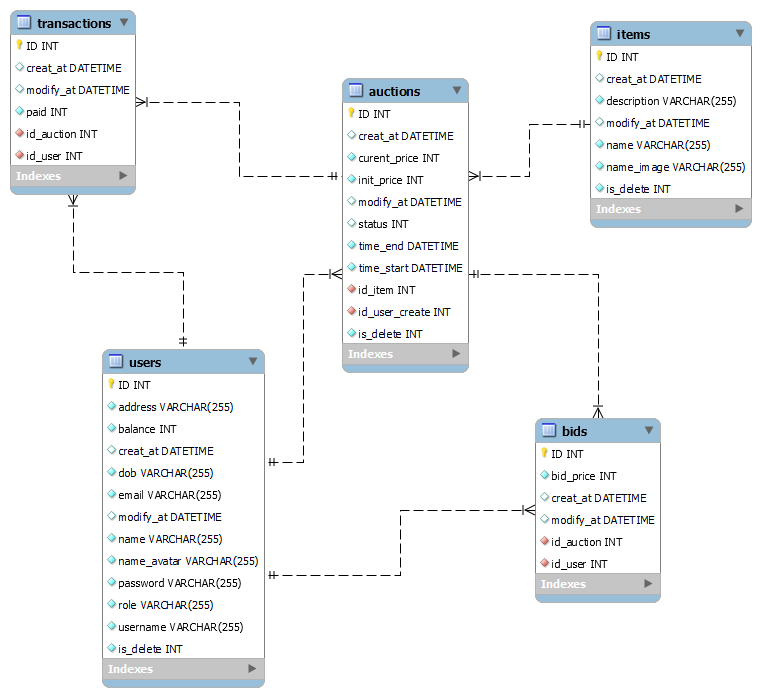 transactions
ID INT
creat_at DATETIME
modify_at DATETIME
paid INT
id_auction INT
id_user INT
Indexes
auctions
ID INT
creat_at DATETIME
curent_price INT
init_price INT
modify_at DATETIME
status INT
time_end DATETIME
time_start DATETIME
id_item INT
id_user_create INT
is_delete INT
Indexes
items
ID INT
creat_at DATETIME
description VARCHAR(255)
modify_at DATETIME
name VARCHAR(255)
name_image VARCHAR(255)
is_delete INT
Indexes
users
ID INT
address VARCHAR(255)
balance INT
creat_at DATETIME
dob VARCHAR(255)
email VARCHAR(255)
modify_at DATETIME
name VARCHAR(255)
name_avatar VARCHAR(255)
password VARCHAR(255)
role VARCHAR(255)
username VARCHAR(255)
is_delete INT
Indexes
bids
ID INT
bid_price INT
creat_at DATETIME
modify_at DATETIME
id_auction INT
id_user INT
Indexes